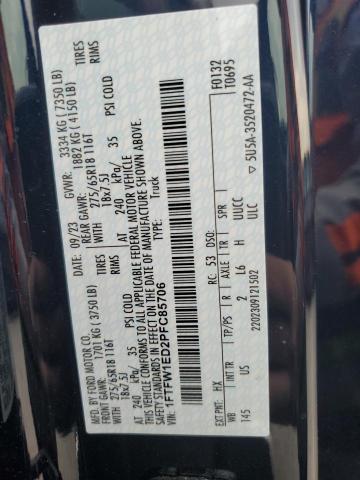 MFD. BY FORD MOTOR CO.
DATE: 09/23 GVWR: 3334 KG ( 7350 LB)
FRONT GAWR: 1701 KG ( 3750 LB) REAR GAWR: 1882 KG ( 4150 LB)
WITH 275/65R18 116T TIRES WITH 275/65R18 116T TIRES
18x7.5J RIMS 18x7.5J RIMS
AT 240 kPa/ 35 PSI COLD AT 240 kPa/ 35 PSI COLD
THIS VEHICLE CONFORMS TO ALL APPLICABLE FEDERAL MOTOR VEHICLE
SAFETY STANDARDS IN EFFECT ON THE DATE OF MANUFACTURE SHOWN ABOVE.
VIN: 1FTFW1ED2PFC85706 TYPE: Truck
F0132
T0695
EXT PNT: HX RC: 53 DSO:
WB TP/PS R AXLE TR SPR
145 2 L6 H UUCC
US ULC
2202309121502 ▽ 5U5A-3520472-AA